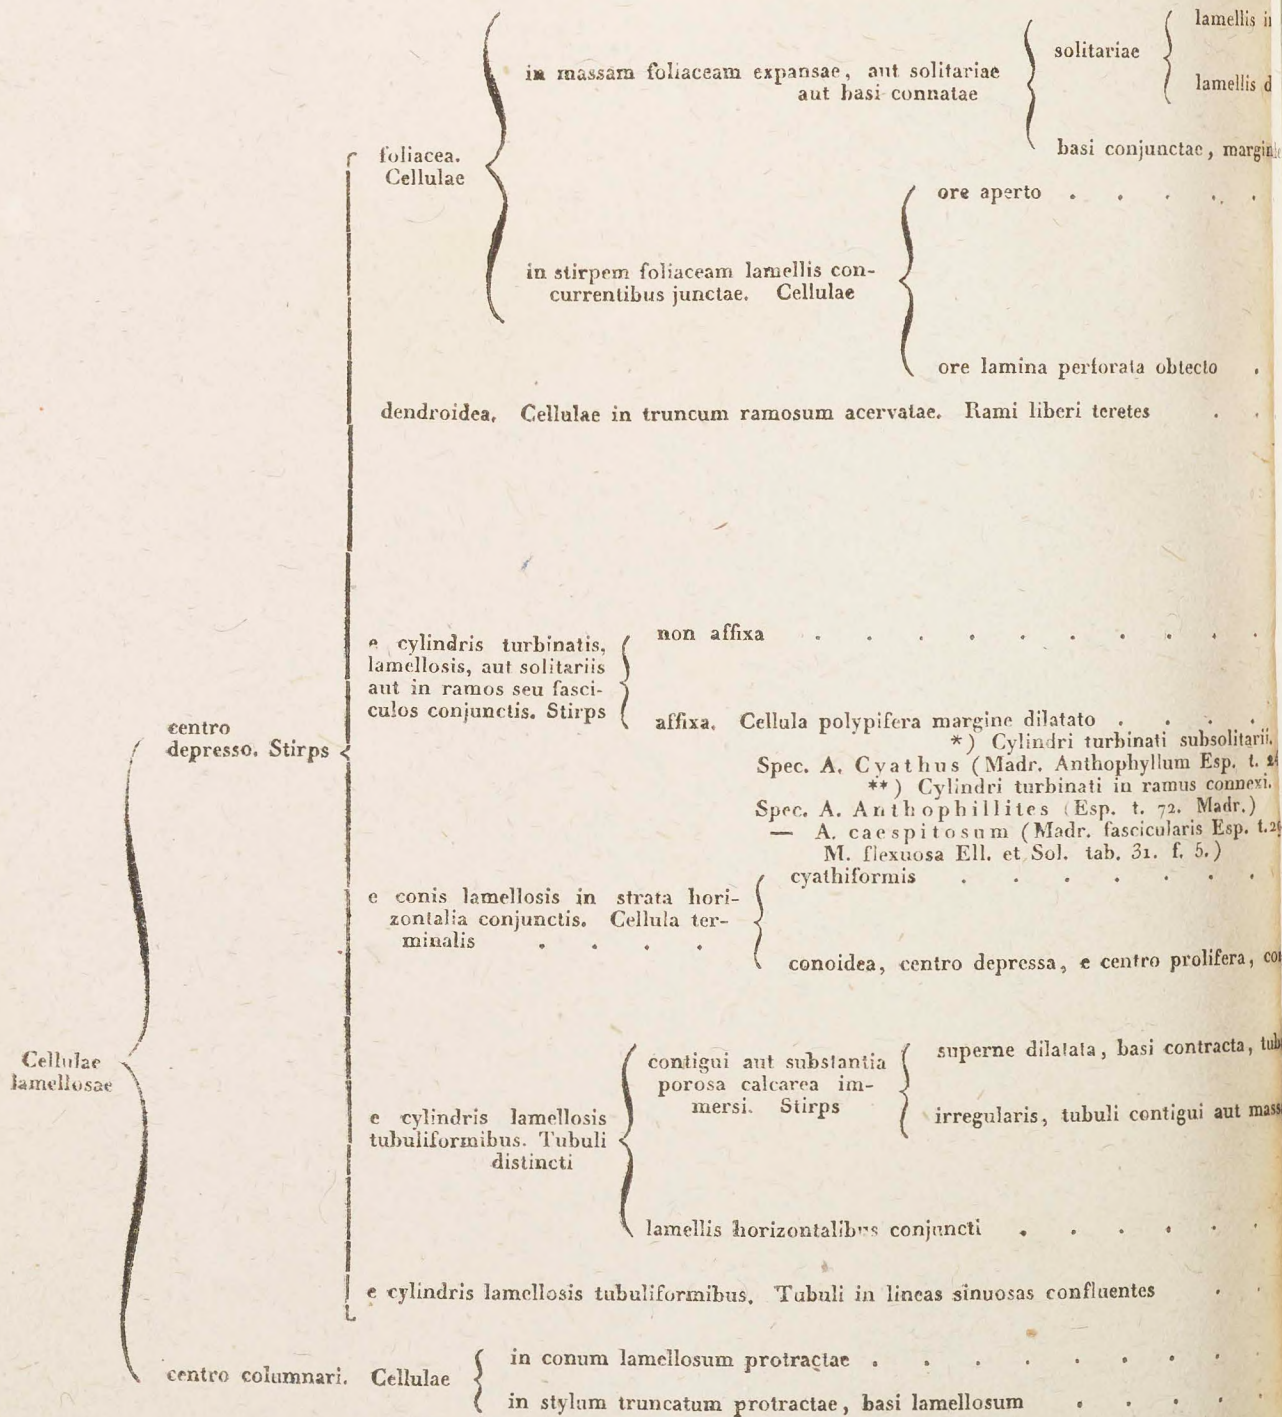 lamellis
solitariae
lamellis
in massam foliaceam expansae, aut solitariae
aut basi connatae
basi conjunctae,
foliacea.
Cellulae
ore aperto . . . . .
in stirpem foliaceam lamellis con-
currentibus junctae. Cellulae
ore lamina perforata obtecto .
dendroidea. Cellulae in truncum ramosum acervatae. Rami liberi teretes . .
e cylindris turbinatis,
lamellosis, aut solitariis
aut in ramos seu fasci-
culos conjunctis. Stirps
non affixa . . . . . . . . . .
affixa. Cellula polypifera margine dilatato . . . .
*) Cylindri turbinati subsolitarii.
Spec. A. Cyathus (Madr. Anthophyllum Esp. t.
**) Cylindri turbinati in ramus connexi.
Spec. A. Anthophillites (Esp. t. 72. Madr.)
— A. caespitosum (Madr. fascicularis Esp.
M. flexuosa Ell. et Sol. tab. 31. f. 5.)
centro
depresso. Stirps
e conis lamellosis in strata hori-
zontalia conjunctis. Cellula ter-
minalis . . . .
cyathiformis . . . . . . .
conoidea, centro depressa, e centro prolifera,
Cellulae
lamellosae
e cylindris lamellosis
tubuliformibus. Tubuli
distincti
contigui aut substantia
porosa calcarea im-
mersi. Stirps
superne dilatata, basi contracta,
irregularis, tubuli contigui aut
lamellis horizontalibus conjuncti . . . . . .
e cylindris lamellosis tubuliformibus. Tubuli in lineas sinuosas confluentes . .
centro columnari. Cellulae
in conum lamellosum protractae . . . . . . . . .
in stylum truncatum protractae, basi lamellosum . . . . .